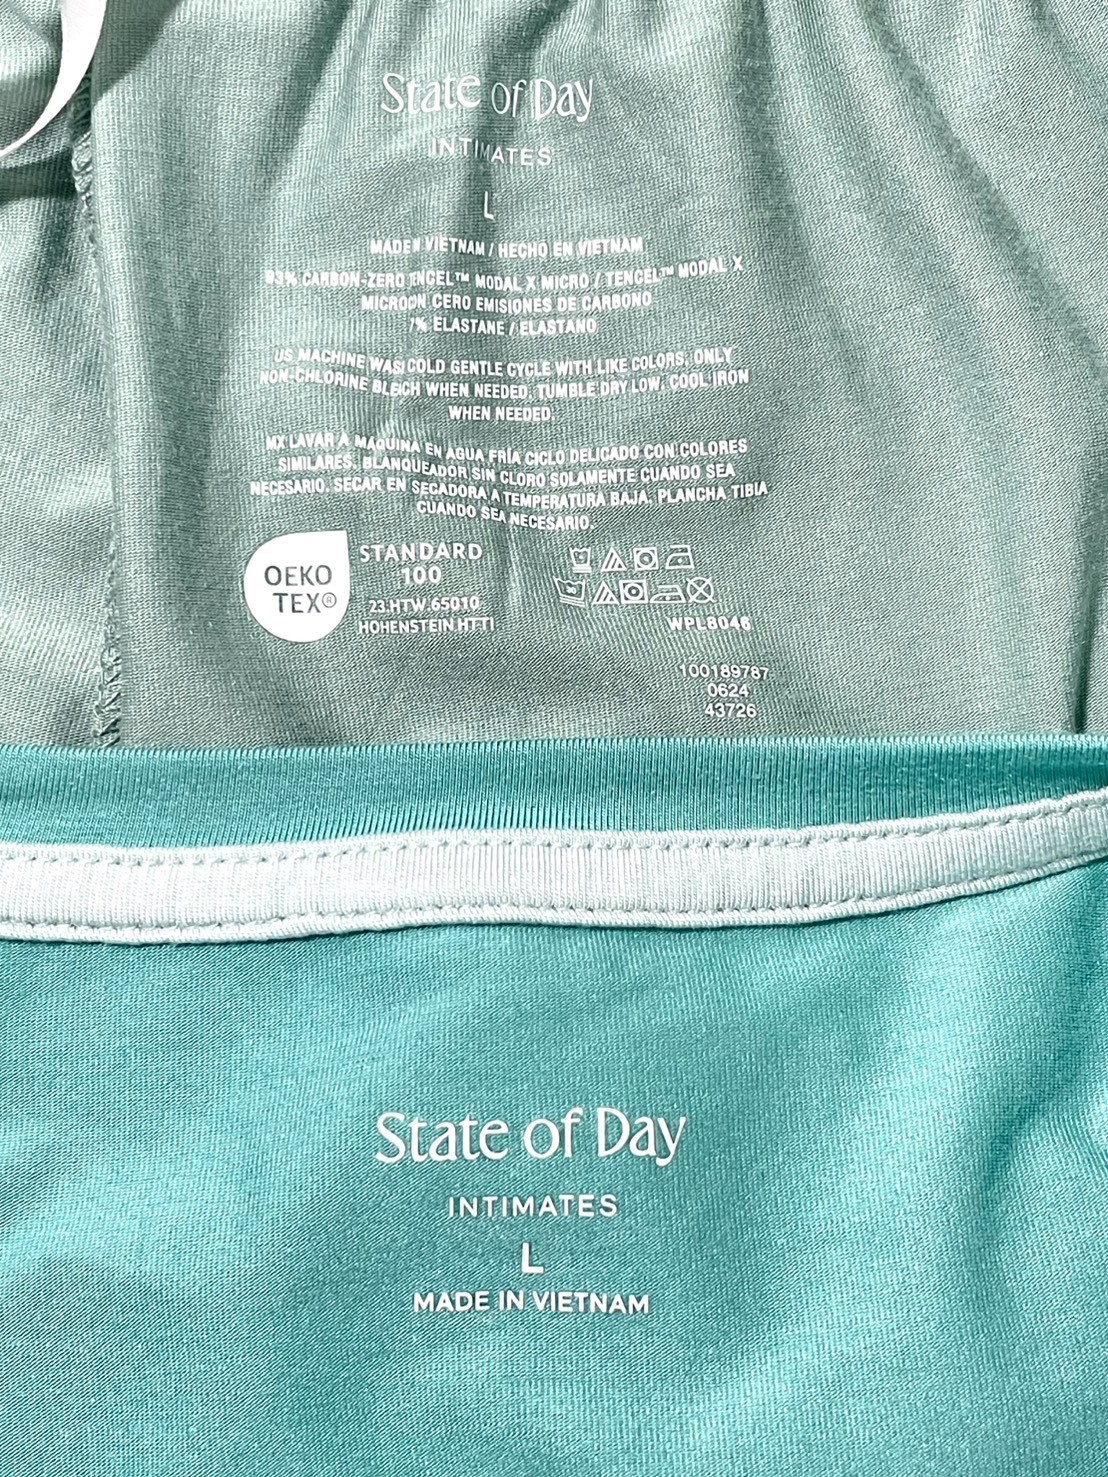 State of Day
INTIMATES
L
MADE IN VIETNAM / HECHO EN VIETNAM
93% CARBON-ZERO TENCEL™ MODAL X MICRO / TENCEL™ MODAL X
MICROON CERO EMISIONES DE CARBONO
7% ELASTANE / ELASTANO
US MACHINE WASH COLD GENTLE CYCLE WITH LIKE COLORS. ONLY
NON-CHLORINE BLEICH WHEN NEEDED. TUMBLE DRY LOW. COOL IRON
WHEN NEEDED.
MX LAVAR A MAQUINA EN AGUA FRÍA CICLO DELICADO CON COLORES
SIMILARES. BLANQUEADOR SIN CLORO SOLAMENTE CUANDO SEA
NECESARIO. SECAR EN SECADORA A TEMPERATURA BAJA. PLANCHA TIBIA
CUANDO SEA NECESARIO.
OEKO
TEX®
STANDARD
100
23.HTW.65010
HOHENSTEIN HTTI
30
WPL8046
100189787
0624
43726
State of Day
INTIMATES
L
MADE IN VIETNAM